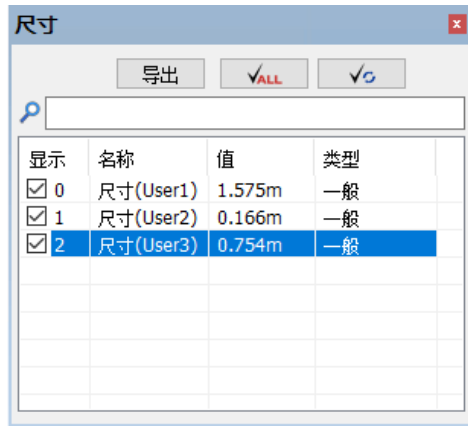 尺寸
导出 ALL
显示 名称 值 类型
0 尺寸(User1) 1.575m 一般
1 尺寸(User2) 0.166m 一般
2 尺寸(User3) 0.754m 一般